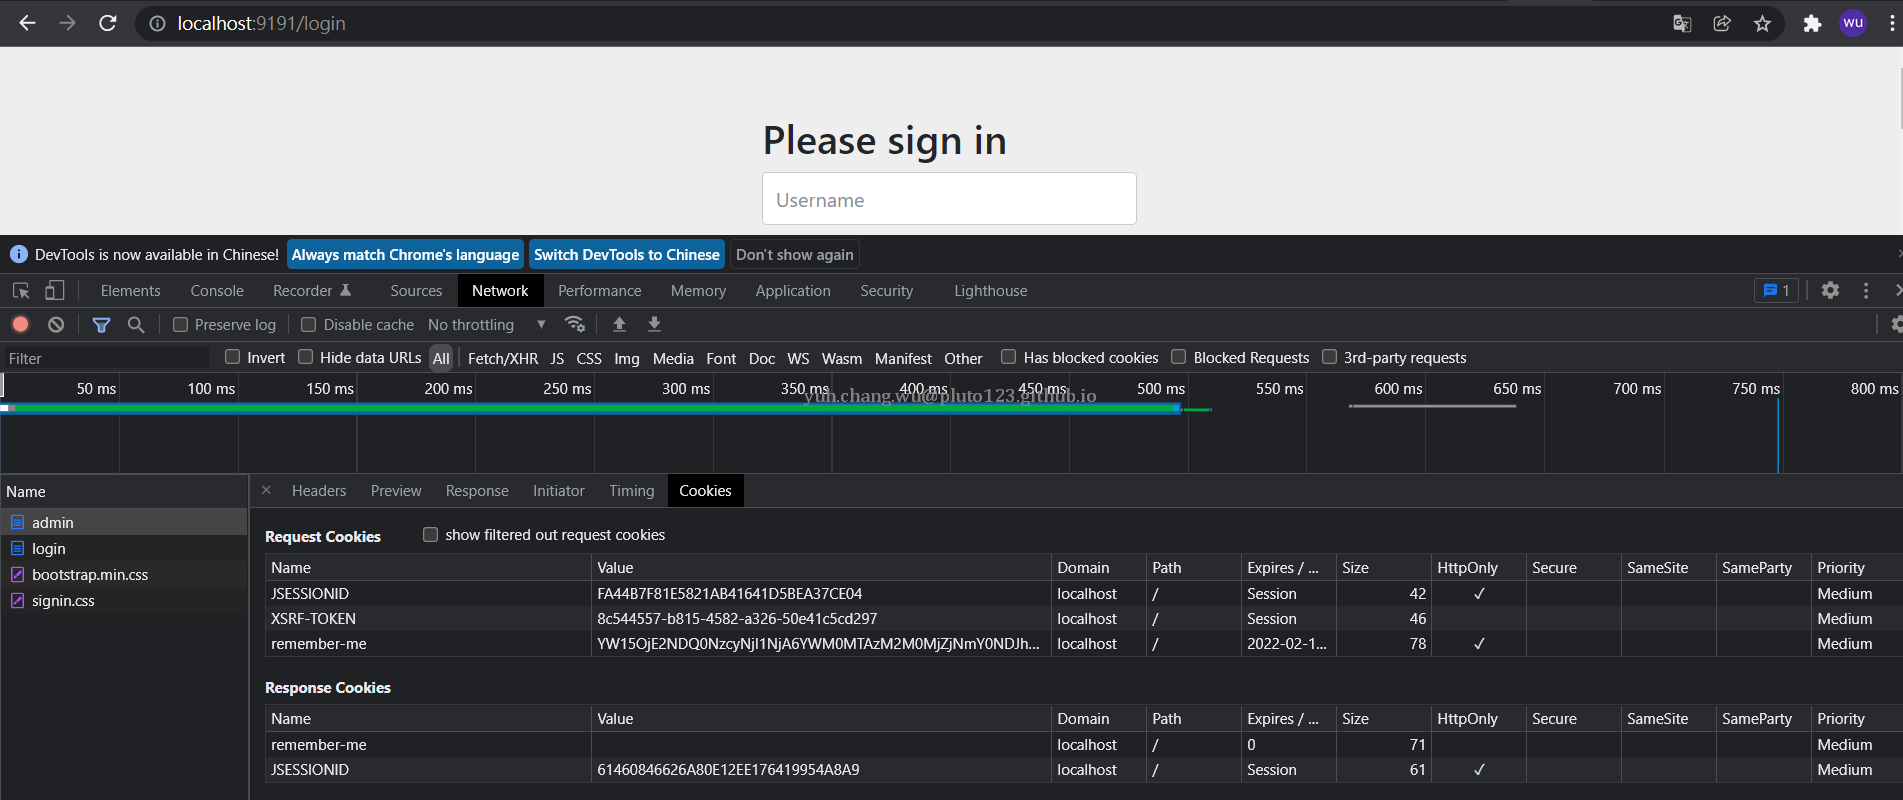 localhost:9191/login
wu
Please sign in
Username
DevTools is now available in Chinese! Always match Chrome's language Switch DevTools to Chinese Don't show again
Elements Console Recorder Sources Network Performance Memory Application Security Lighthouse 1
Preserve log Disable cache No throttling
Filter Invert Hide data URLs All Fetch/XHR JS CSS Img Media Font Doc WS Wasm Manifest Other Has blocked cookies Blocked Requests 3rd-party requests
50 ms 100 ms 150 ms 200 ms 250 ms 300 ms 350 ms 400 ms 450 ms 500 ms 550 ms 600 ms 650 ms 700 ms 750 ms 800 ms
yuh.chang.wu@pluto123.github.io
Name Headers Preview Response Initiator Timing Cookies
admin
login
bootstrap.min.css
signin.css
Request Cookies show filtered out request cookies
Name Value Domain Path Expires / ... Size HttpOnly Secure SameSite SameParty Priority
JSESSIONID FA44B7F81E5821AB41641D5BEA37CE04 localhost / Session 42 ✓ Medium
XSRF-TOKEN 8c544557-b815-4582-a326-50e41c5cd297 localhost / Session 46 Medium
remember-me YW15OjE2NDQ0NzcyNjI1NjA6YWM0MTAzM2M0MjZjNmY0NDJh... localhost / 2022-02-1... 78 ✓ Medium
Response Cookies
Name Value Domain Path Expires / ... Size HttpOnly Secure SameSite SameParty Priority
remember-me localhost / 0 71 Medium
JSESSIONID 61460846626A80E12EE176419954A8A9 localhost / Session 61 ✓ Medium